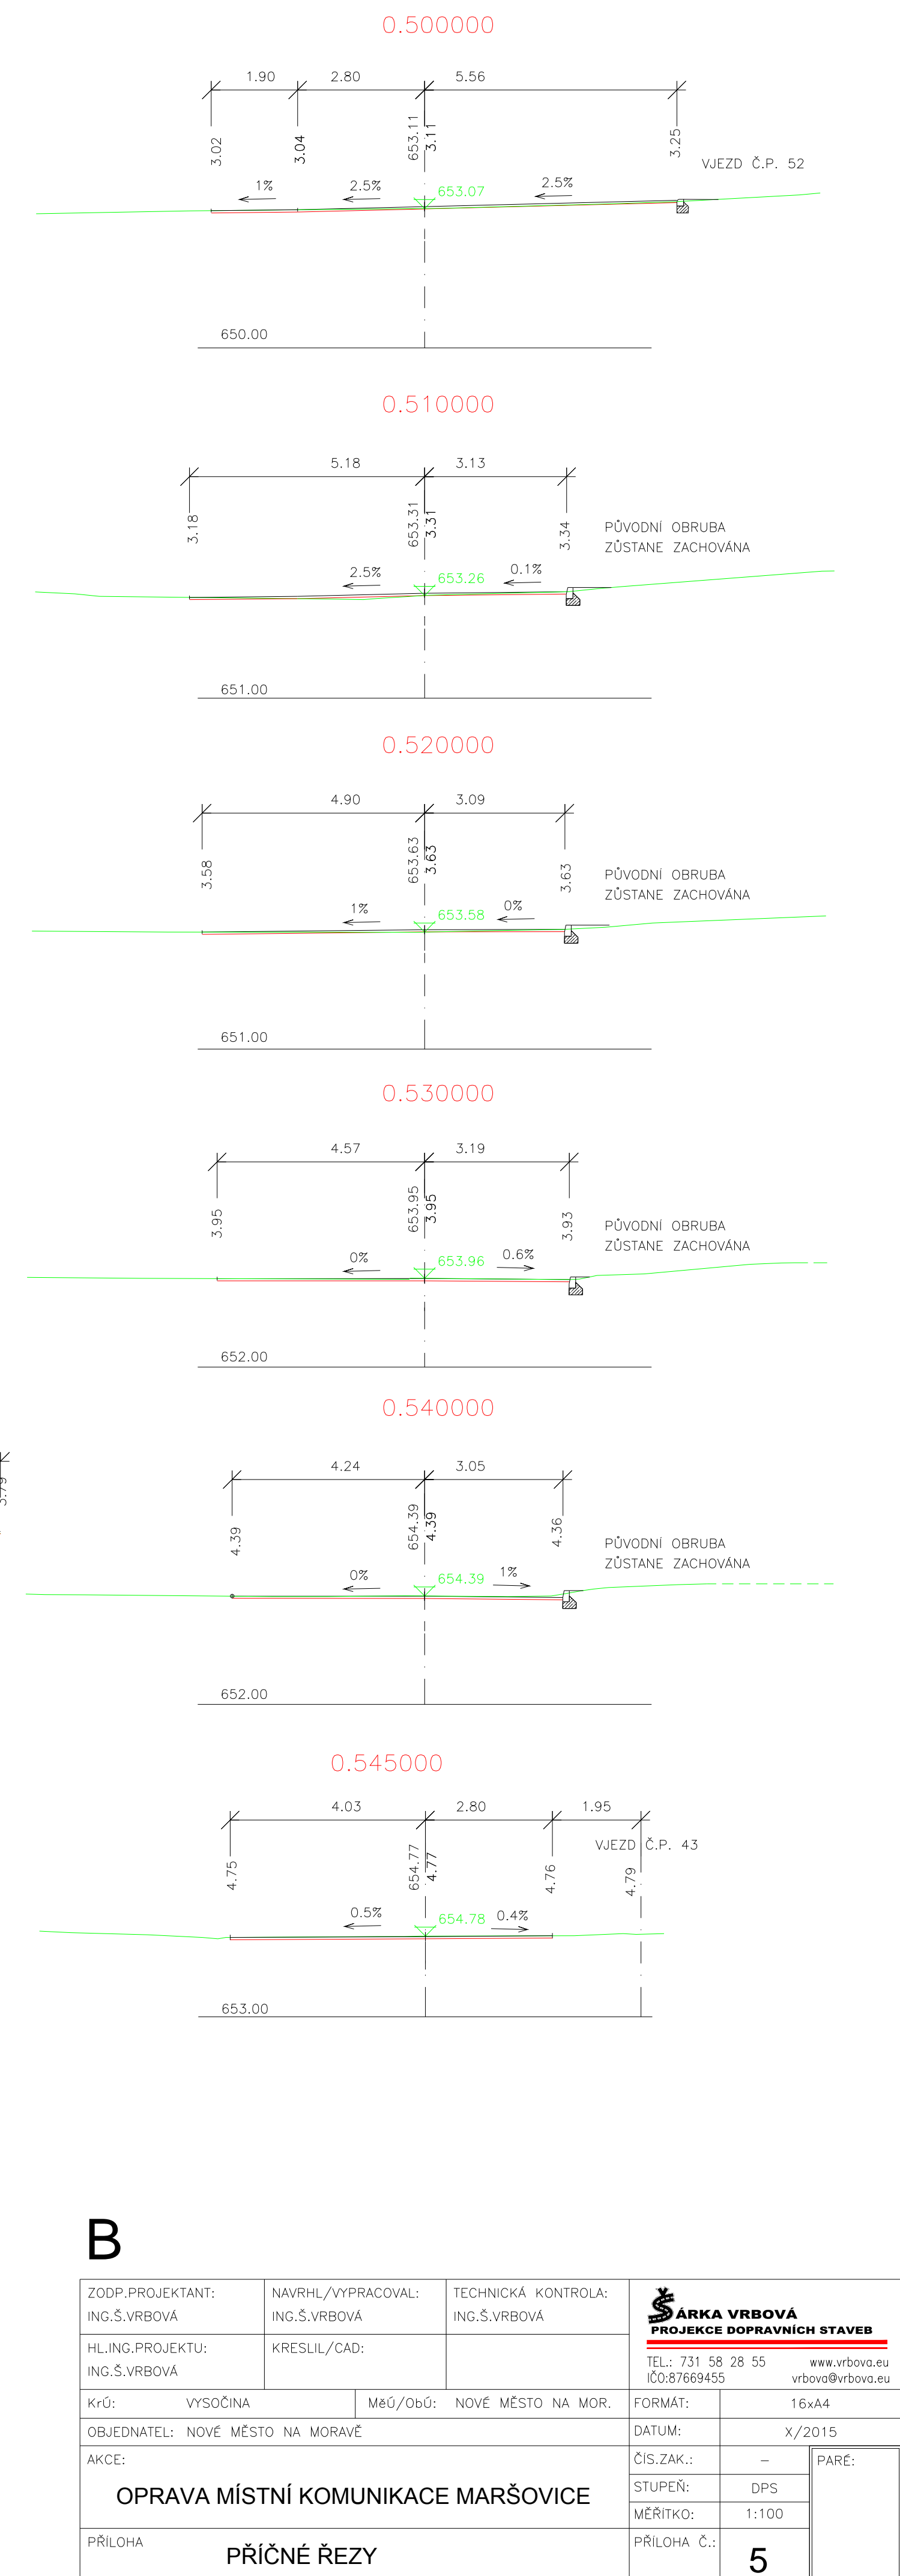 0.500000
1.90 2.80 5.56
3.02 3.04 653.11 3.11 3.25
VJEZD Č.P. 52
1% 2.5% 653.07 2.5%
650.00
0.510000
5.18 3.13
3.18 653.31 3.31 3.34
PŮVODNÍ OBRUBA
ZŮSTANE ZACHOVÁNA
2.5% 653.26 0.1%
651.00
0.520000
4.90 3.09
3.58 653.63 3.63 3.63
PŮVODNÍ OBRUBA
ZŮSTANE ZACHOVÁNA
1% 653.58 0%
651.00
0.530000
4.57 3.19
3.95 653.95 3.95 3.93
PŮVODNÍ OBRUBA
ZŮSTANE ZACHOVÁNA
0% 653.96 0.6%
652.00
0.540000
4.24 3.05
3.79
4.39 654.39 4.39 4.36
PŮVODNÍ OBRUBA
ZŮSTANE ZACHOVÁNA
0% 654.39 1%
652.00
0.545000
4.03 2.80 1.95
VJEZD Č.P. 43
4.75 654.77 4.77 4.76 4.79
0.5% 654.78 0.4%
653.00
B
ZODP.PROJEKTANT:
ING.Š.VRBOVÁ
NAVRHL/VYPRACOVAL:
ING.Š.VRBOVÁ
TECHNICKÁ KONTROLA:
ING.Š.VRBOVÁ
ŠÁRKA VRBOVÁ
PROJEKCE DOPRAVNÍCH STAVEB
TEL.: 731 58 28 55 www.vrbova.eu
IČO:87669455 vrbova@vrbova.eu
HL.ING.PROJEKTU:
ING.Š.VRBOVÁ
KRESLIL/CAD:
KrÚ: VYSOČINA MěÚ/ObÚ: NOVÉ MĚSTO NA MOR.
FORMÁT: 16xA4
OBJEDNATEL: NOVÉ MĚSTO NA MORAVĚ
DATUM: X/2015
AKCE:
OPRAVA MÍSTNÍ KOMUNIKACE MARŠOVICE
ČÍS.ZAK.: –
PARÉ:
STUPEŇ: DPS
MĚŘÍTKO: 1:100
PŘÍLOHA
PŘÍČNÉ ŘEZY
PŘÍLOHA Č.: 5